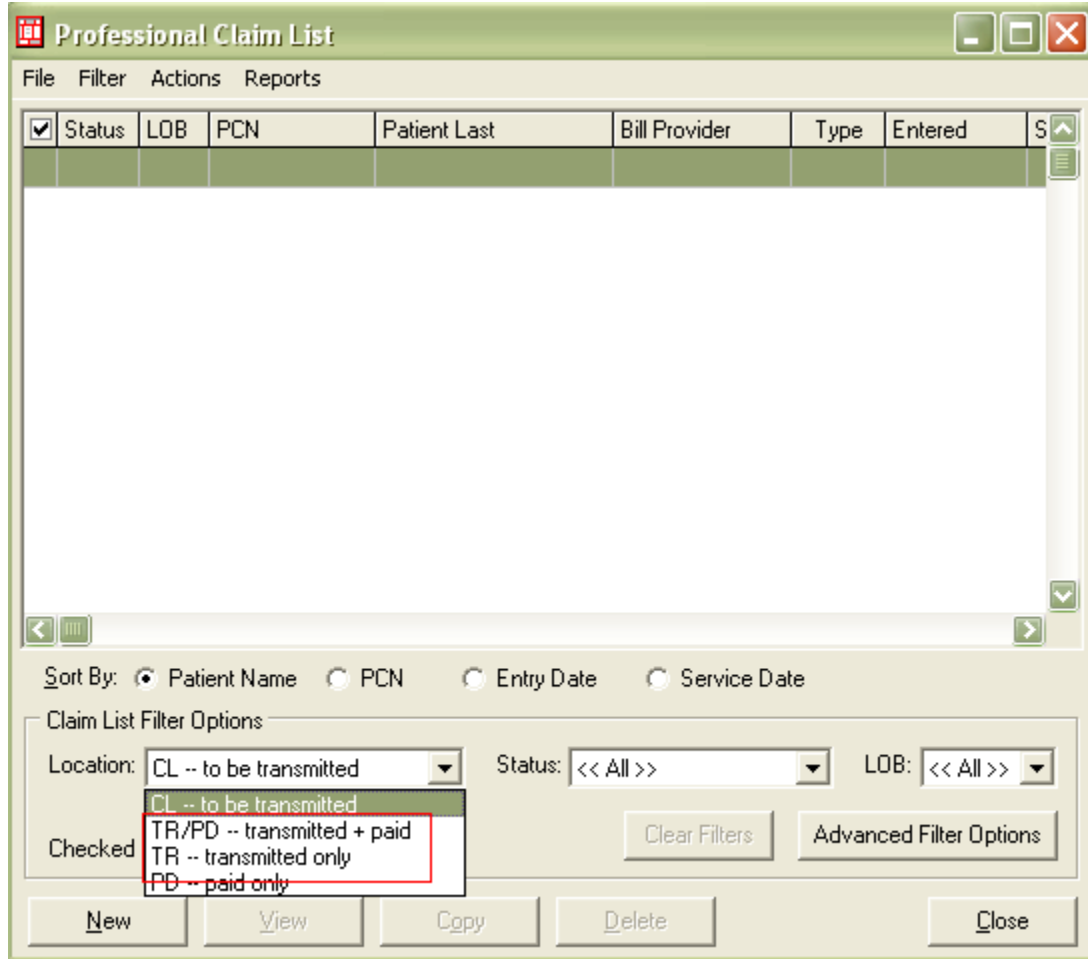 Professional Claim List
File Filter Actions Reports
Status LOB PCN Patient Last Bill Provider Type Entered S
Sort By: Patient Name PCN Entry Date Service Date
Claim List Filter Options
Location: CL -- to be transmitted Status: << All >> LOB: << All >>
CL -- to be transmitted
TR/PD -- transmitted + paid
TR -- transmitted only
PD -- paid only
Checked
Clear Filters Advanced Filter Options
New View Copy Delete Close